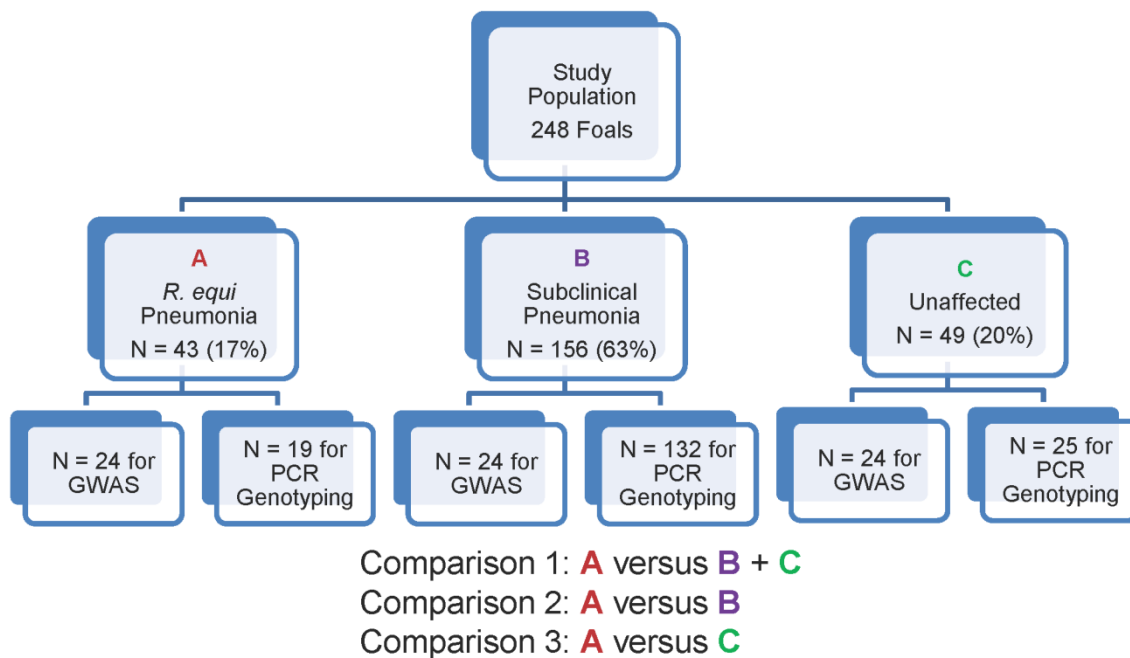 Study
Population
248 Foals
A
R. equi
Pneumonia
N = 43 (17%)
B
Subclinical
Pneumonia
N = 156 (63%)
C
Unaffected
N = 49 (20%)
N = 24 for
GWAS
N = 19 for
PCR
Genotyping
N = 24 for
GWAS
N = 132 for
PCR
Genotyping
N = 24 for
GWAS
N = 25 for
PCR
Genotyping
Comparison 1: A versus B + C
Comparison 2: A versus B
Comparison 3: A versus C